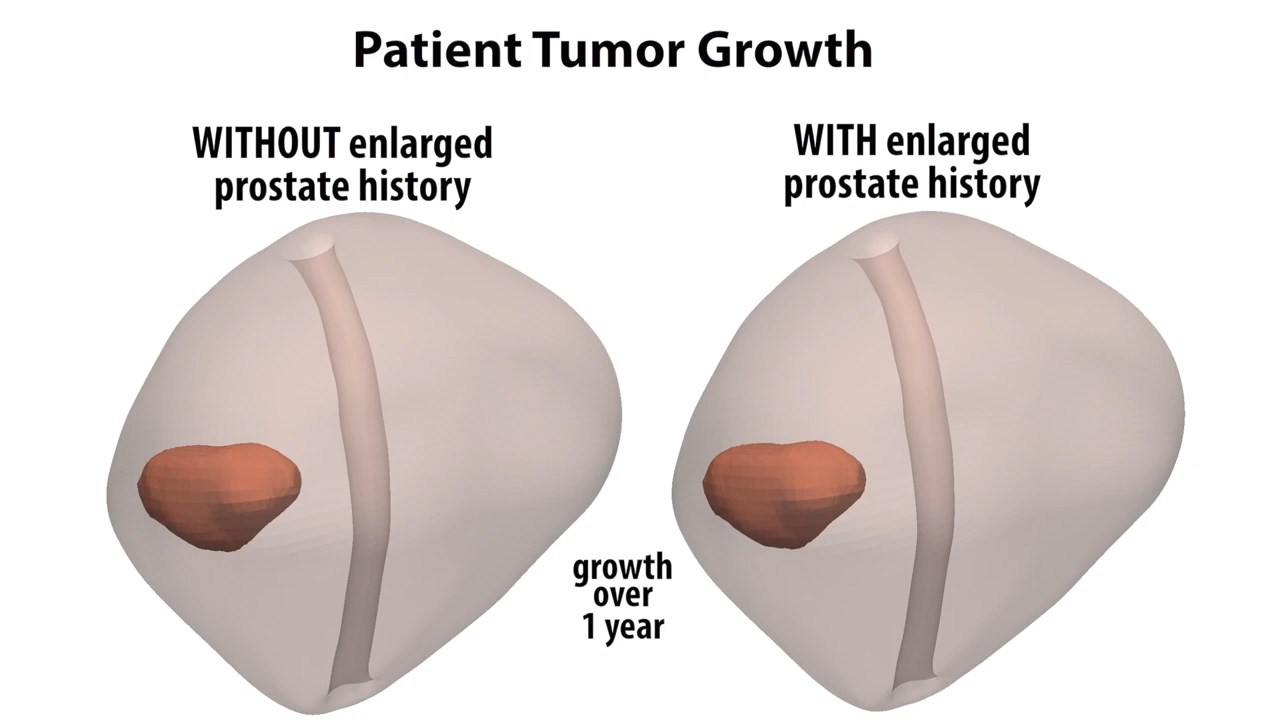 Patient Tumor Growth
WITHOUT enlarged
prostate history
WITH enlarged
prostate history
growth
over
1 year